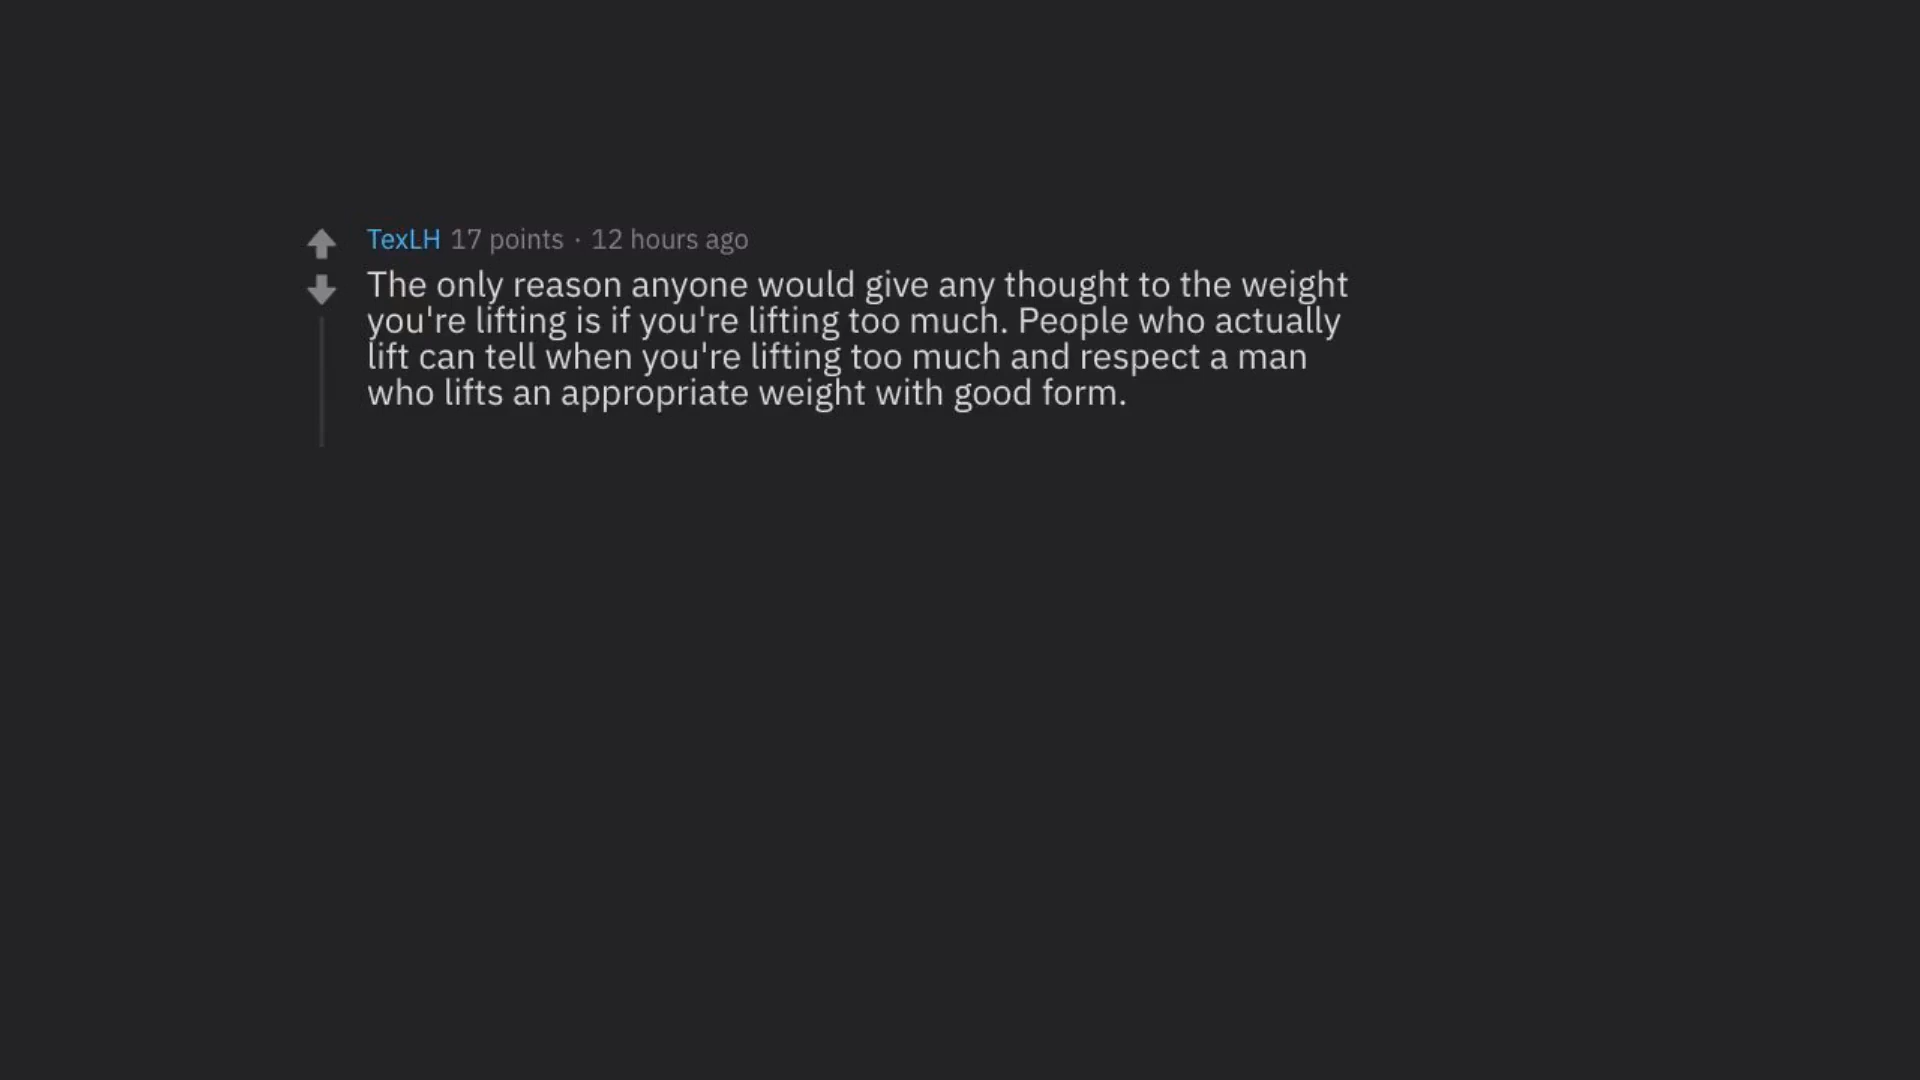 TexLH 17 points · 12 hours ago
The only reason anyone would give any thought to the weight
you're lifting is if you're lifting too much. People who actually
lift can tell when you're lifting too much and respect a man
who lifts an appropriate weight with good form.